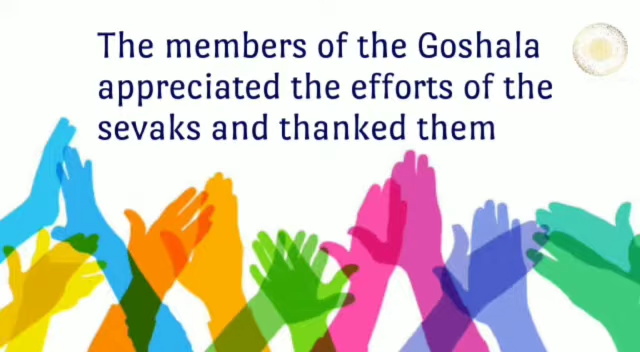 The members of the Goshala
appreciated the efforts of the
sevaks and thanked them